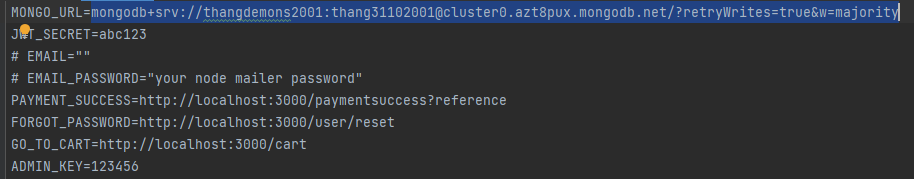 MONGO_URL=mongodb+srv://thangdemons2001:thang31102001@cluster0.azt8pux.mongodb.net/?retryWrites=true&w=majority
JWT_SECRET=abc123
# EMAIL=""
# EMAIL_PASSWORD="your node mailer password"
PAYMENT_SUCCESS=http://localhost:3000/paymentsuccess?reference
FORGOT_PASSWORD=http://localhost:3000/user/reset
GO_TO_CART=http://localhost:3000/cart
ADMIN_KEY=123456